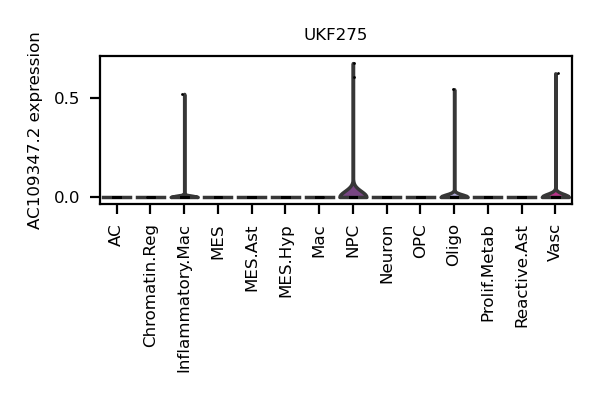 UKF275
AC109347.2 expression
0.5
0.0
AC
Chromatin.Reg
Inflammatory.Mac
MES
MES.Ast
MES.Hyp
Mac
NPC
Neuron
OPC
Oligo
Prolif.Metab
Reactive.Ast
Vasc